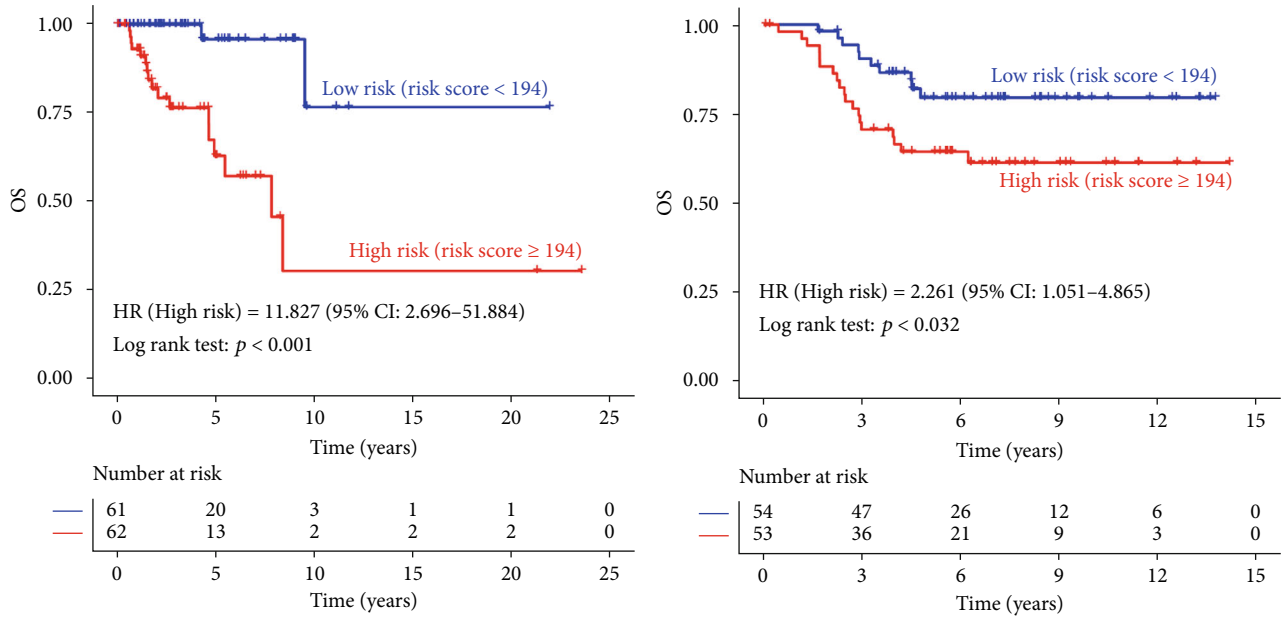 1.00
0.75
0.50
0.25
0.00
OS
Low risk (risk score < 194)
High risk (risk score ≥ 194)
HR (High risk) = 11.827 (95% CI: 2.696–51.884)
Log rank test: p < 0.001
0 5 10 15 20 25
Time (years)
Number at risk
61 20 3 1 1 0
62 13 2 2 2 0
0 5 10 15 20 25
Time (years)
1.00
0.75
0.50
0.25
0.00
OS
Low risk (risk score < 194)
High risk (risk score ≥ 194)
HR (High risk) = 2.261 (95% CI: 1.051–4.865)
Log rank test: p < 0.032
0 3 6 9 12 15
Time (years)
Number at risk
54 47 26 12 6 0
53 36 21 9 3 0
0 3 6 9 12 15
Time (years)